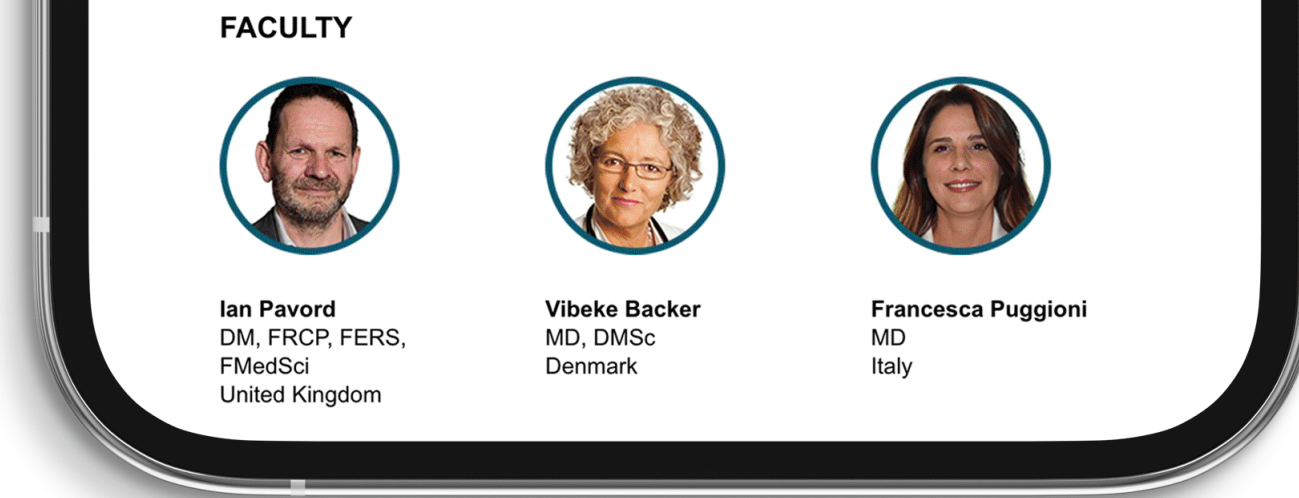 FACULTY
Ian Pavord
DM, FRCP, FERS,
FMedSci
United Kingdom
Vibeke Backer
MD, DMSc
Denmark
Francesca Puggioni
MD
Italy